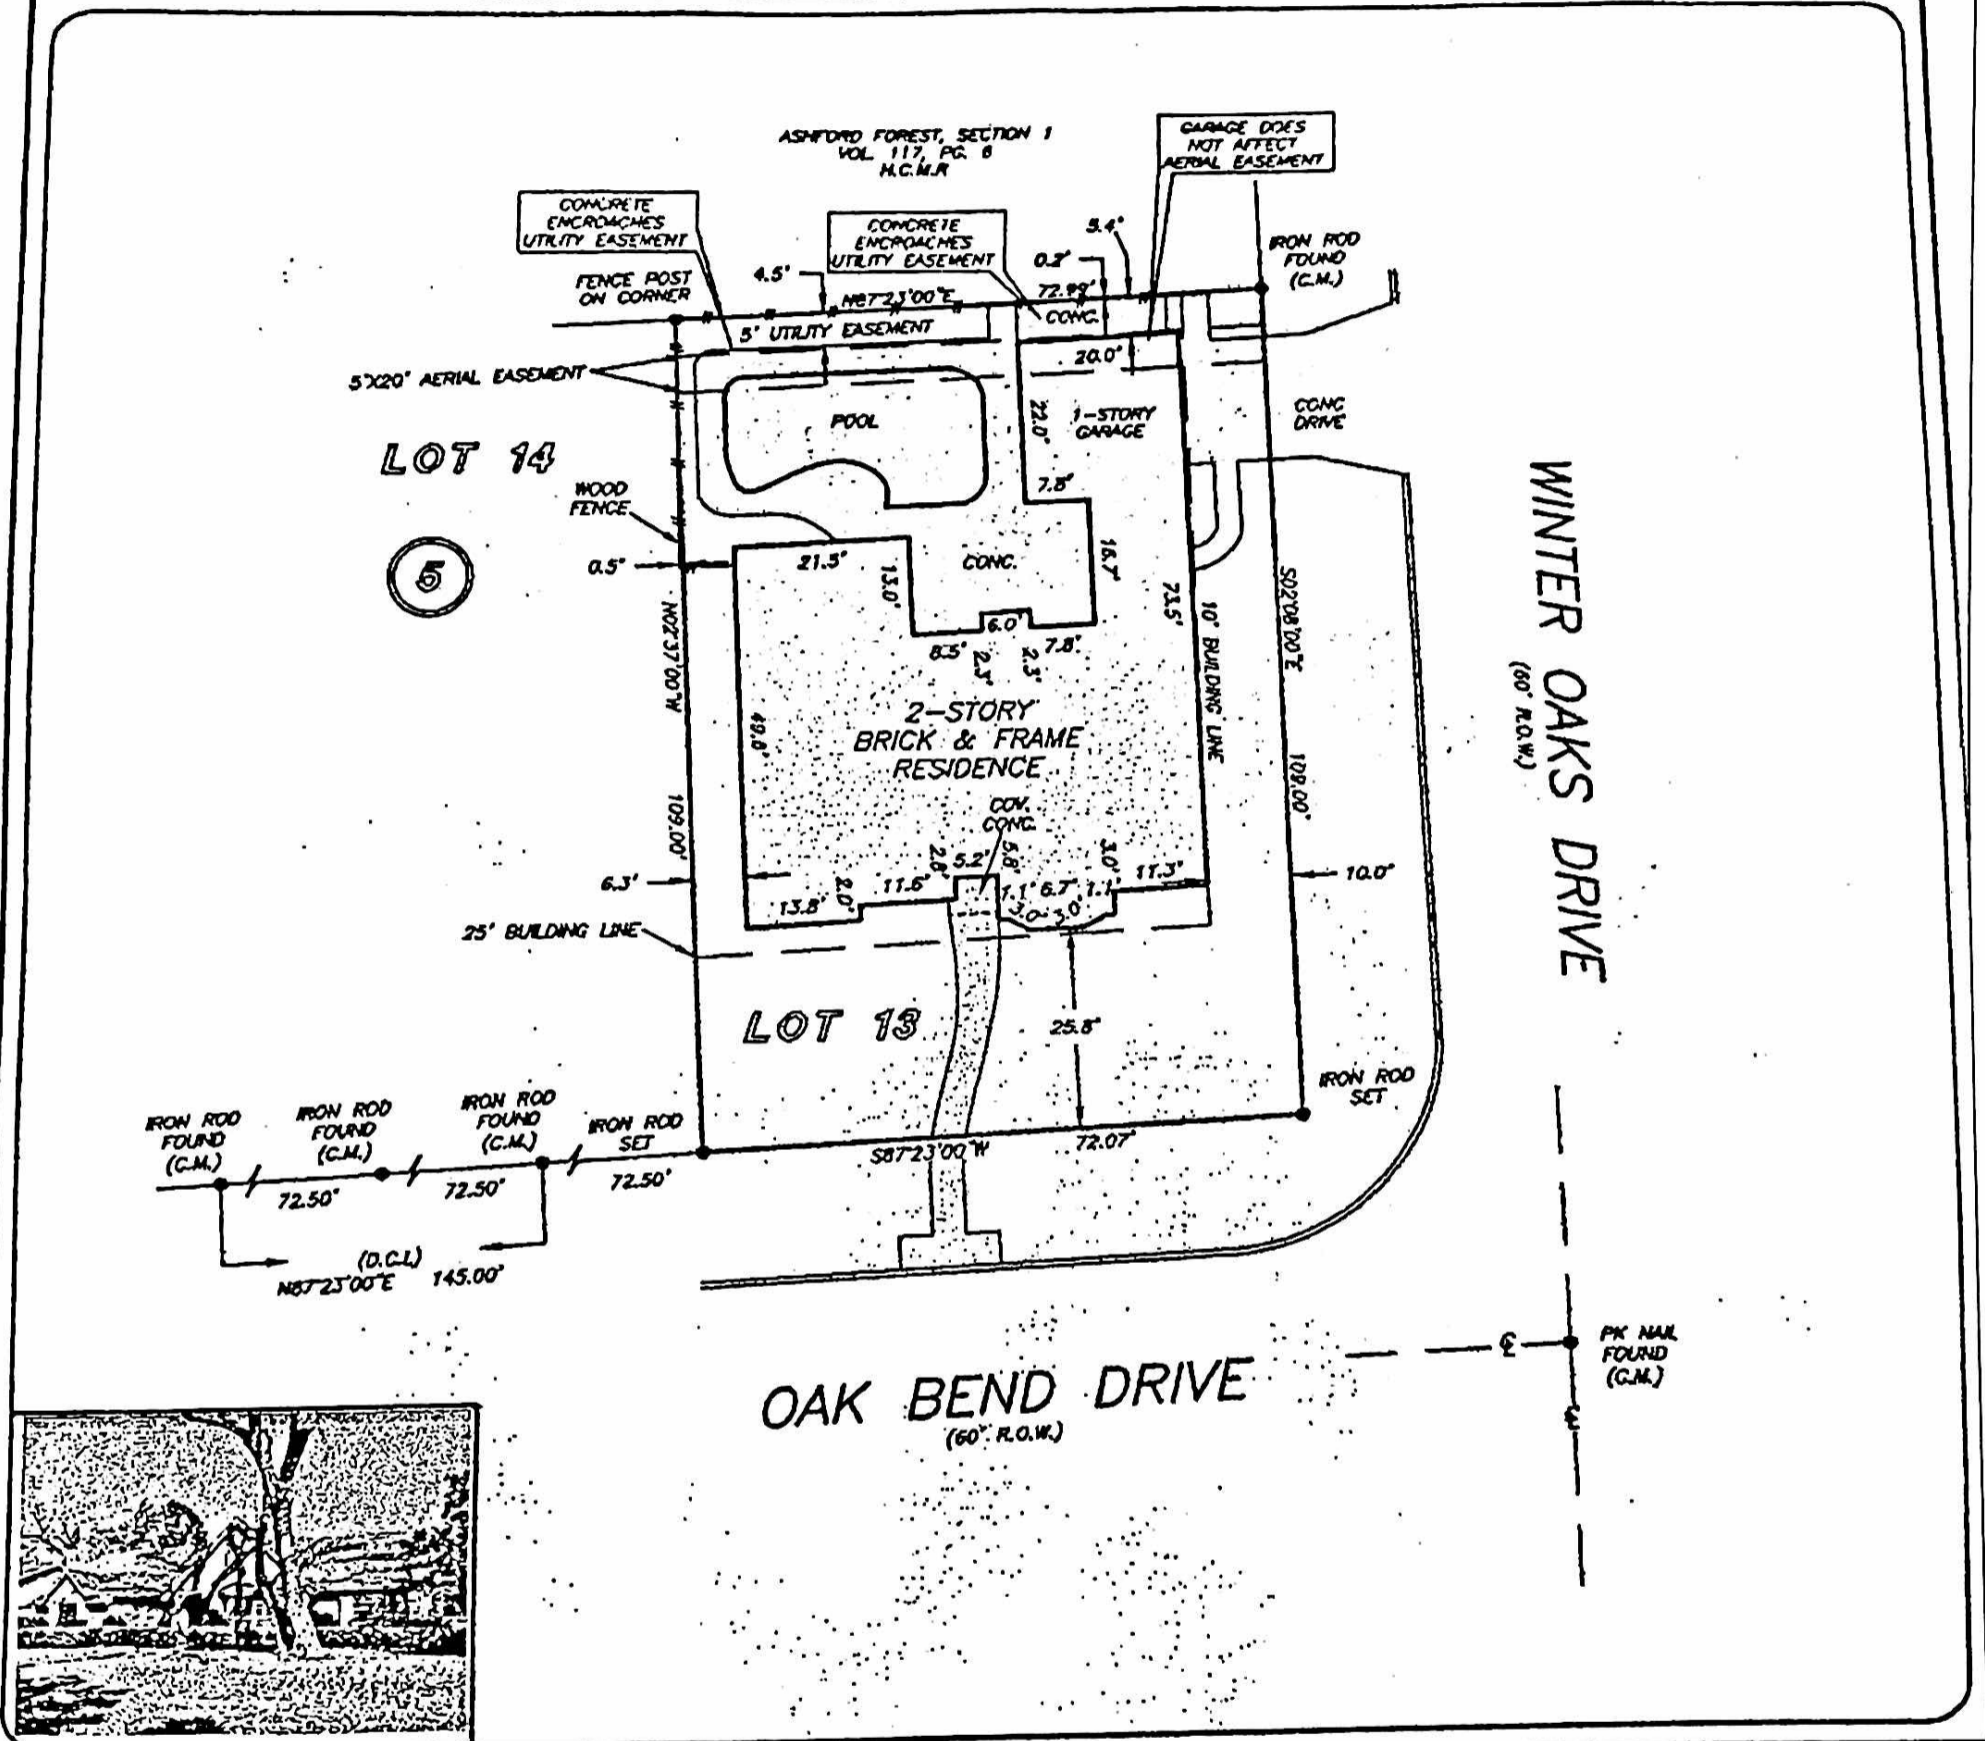 ASHFORD FOREST, SECTION 1
VOL. 117, PG. 8
H.C.M.R
GARAGE DOES
NOT AFFECT
AERIAL EASEMENT
CONCRETE
ENCROACHES
UTILITY EASEMENT
CONCRETE
ENCROACHES
UTILITY EASEMENT
5.4'
0.2'
IRON ROD
FOUND
(C.M.)
FENCE POST
ON CORNER
4.5'
N87°23'00"E
CONC.
5' UTILITY EASEMENT
20.0'
5'X20' AERIAL EASEMENT
POOL
22.0'
1-STORY
GARAGE
CONC
DRIVE
LOT 14
7.8'
WOOD
FENCE
5
0.5'
21.5'
13.0'
CONC.
16.7'
73.5'
10' BUILDING LINE
S02°08'00"E
109.00'
N02°37'00"W
109.00'
6.0'
8.5'
2.3'
2.3'
7.8'
2-STORY
BRICK & FRAME
RESIDENCE
COV.
CONC.
5.2'
5.8'
3.0'
11.3'
6.3'
13.8'
2.0'
11.6'
1.1'
6.7'
1.1'
3.0'
3.0'
10.0'
25' BUILDING LINE
LOT 13
25.8'
WINTER OAKS DRIVE
(60' R.O.W.)
IRON ROD
SET
IRON ROD
FOUND
(C.M.)
IRON ROD
FOUND
(C.M.)
IRON ROD
FOUND
(C.M.)
IRON ROD
SET
S87°23'00"W
72.07'
72.50'
72.50'
72.50'
(D.C.L)
N87°23'00"E 145.00'
OAK BEND DRIVE
(60' R.O.W.)
PK NAIL
FOUND
(C.M.)